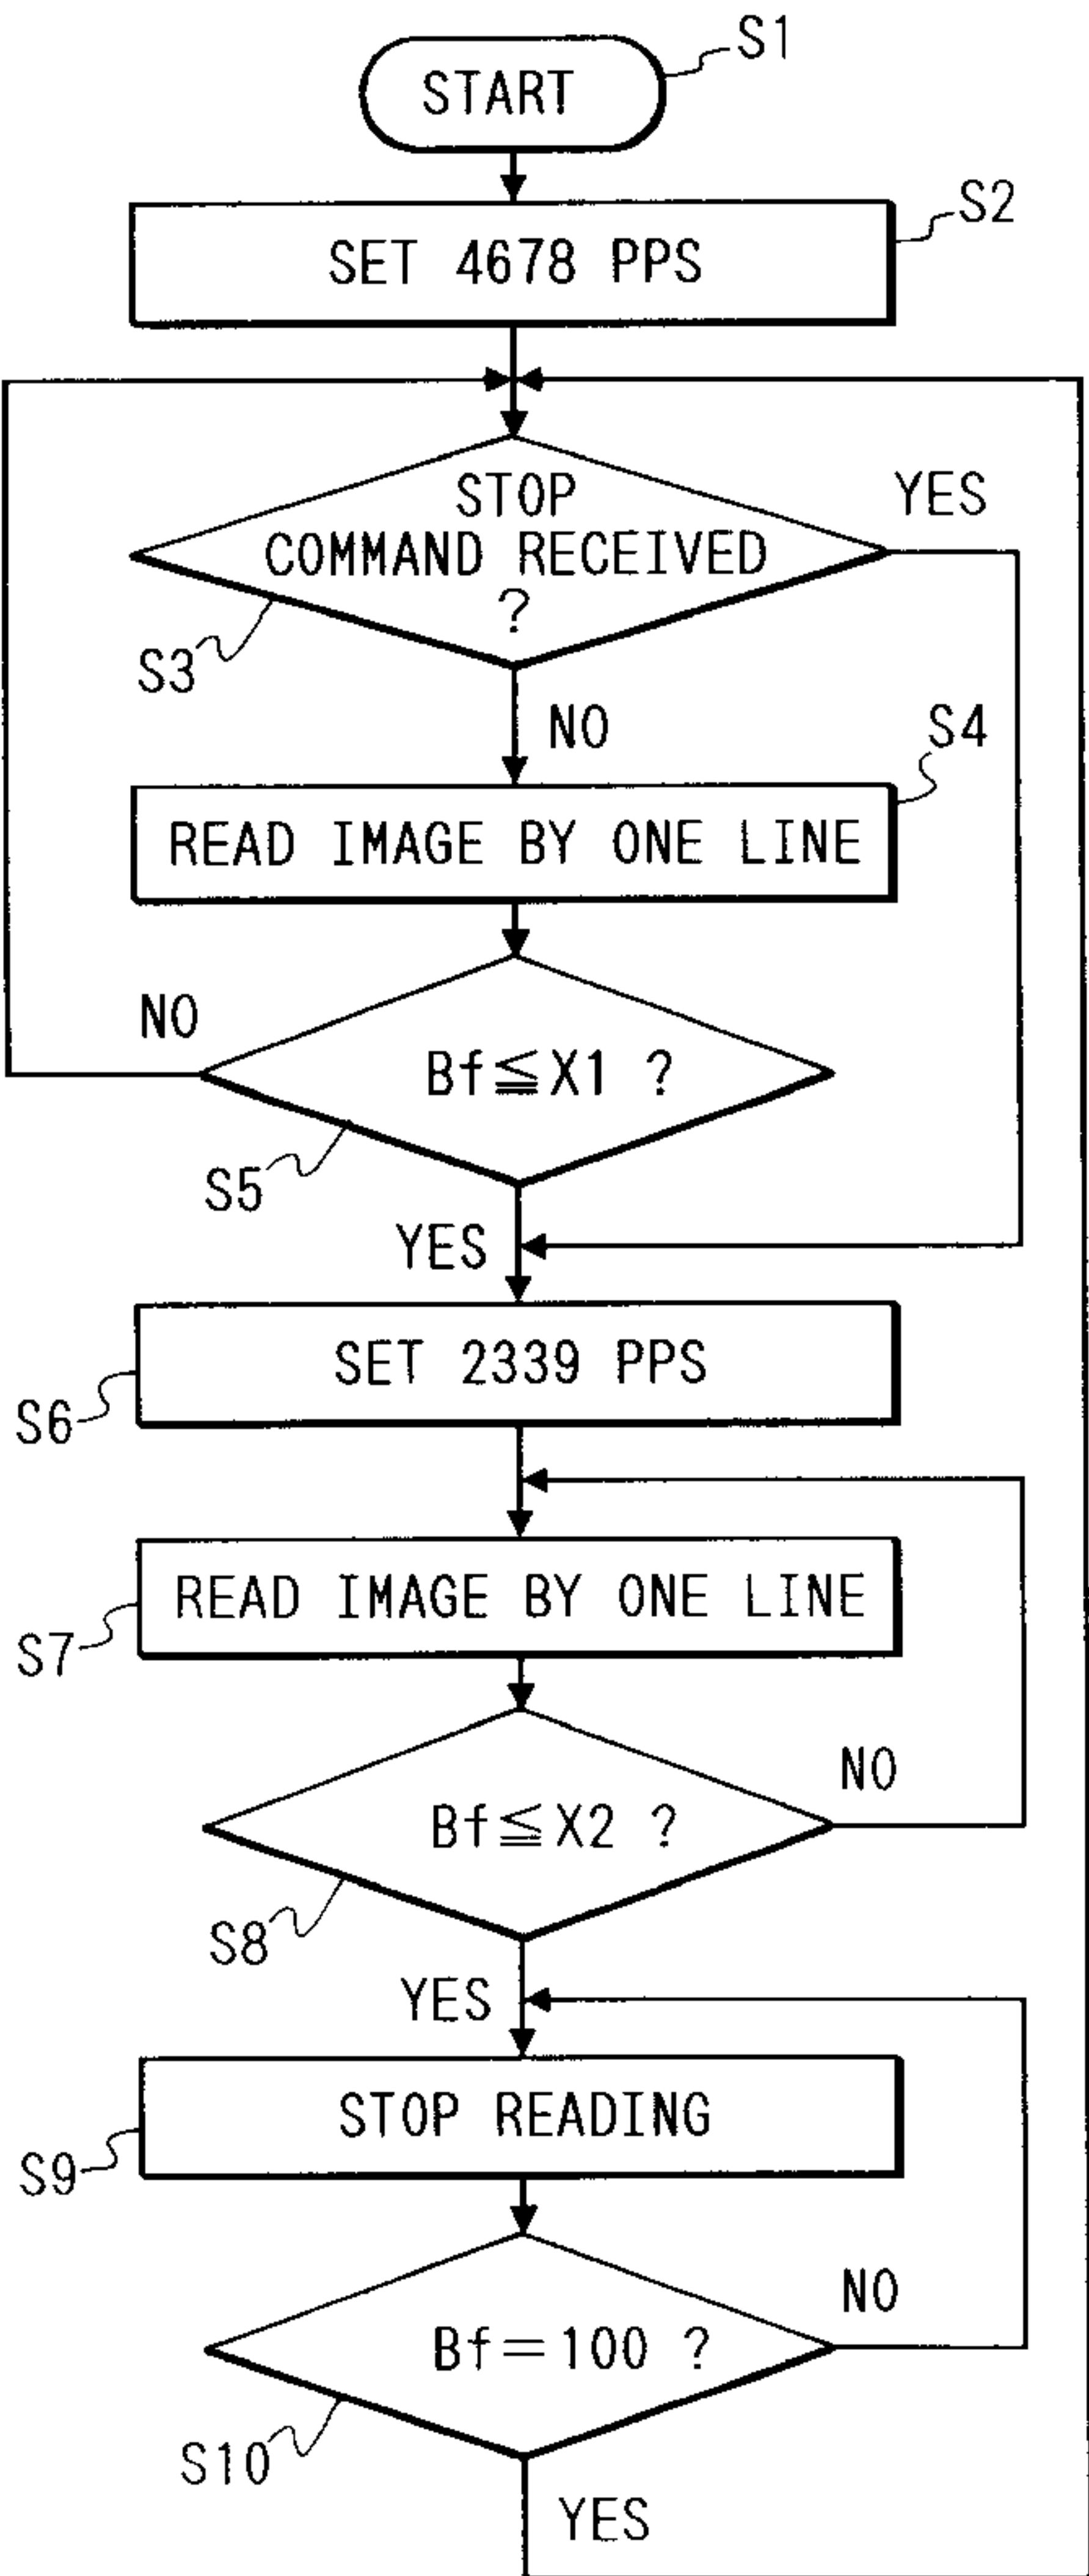 START
S1
SET 4678 PPS
S2
STOP
COMMAND RECEIVED
?
YES
S3
NO
S4
READ IMAGE BY ONE LINE
NO
Bf≦X1 ?
S5
YES
SET 2339 PPS
S6
READ IMAGE BY ONE LINE
S7
NO
Bf≦X2 ?
S8
YES
STOP READING
S9
NO
Bf=100 ?
S10
YES